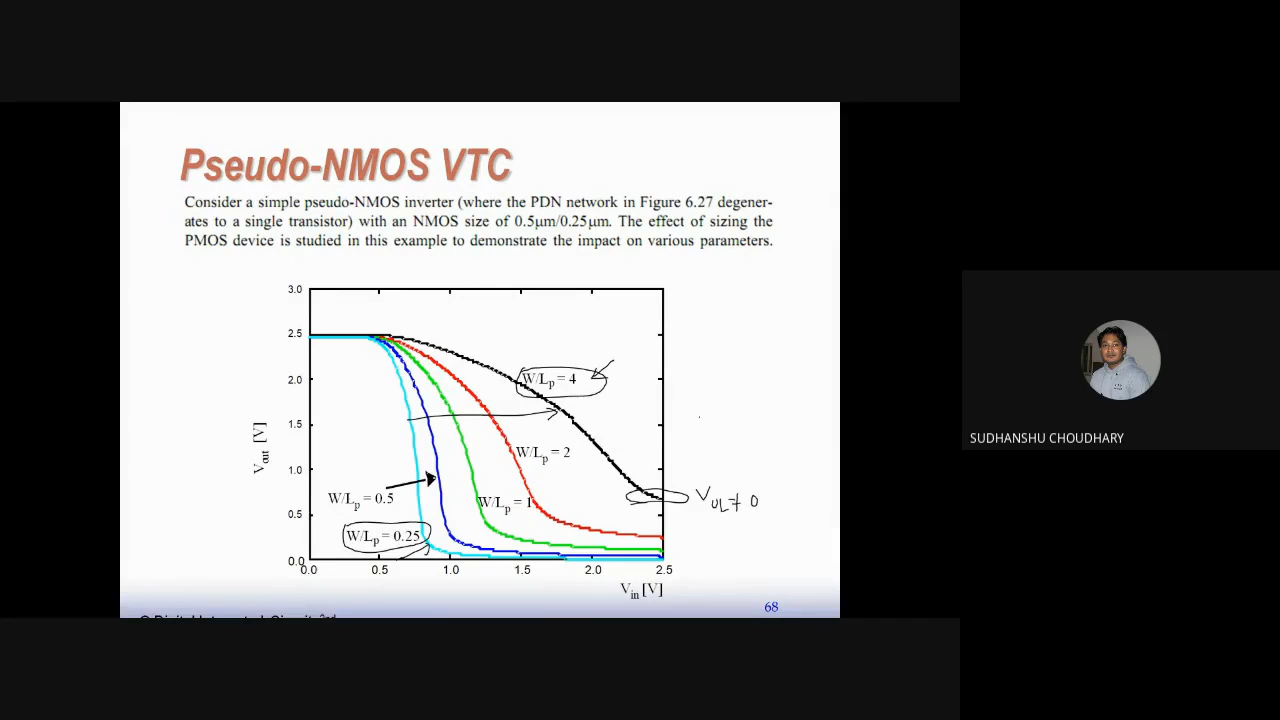 Pseudo-NMOS VTC
Consider a simple pseudo-NMOS inverter (where the PDN network in Figure 6.27 degener-
ates to a single transistor) with an NMOS size of 0.5μm/0.25μm. The effect of sizing the
PMOS device is studied in this example to demonstrate the impact on various parameters.
3.0
2.5
2.0
1.5
1.0
0.5
0.0
Vout [V]
W/Lp = 4
W/Lp = 2
W/Lp = 0.5
W/Lp = 1
W/Lp = 0.25
VOL ≠ 0
0.0 0.5 1.0 1.5 2.0 2.5
Vin [V]
68
SUDHANSHU CHOUDHARY